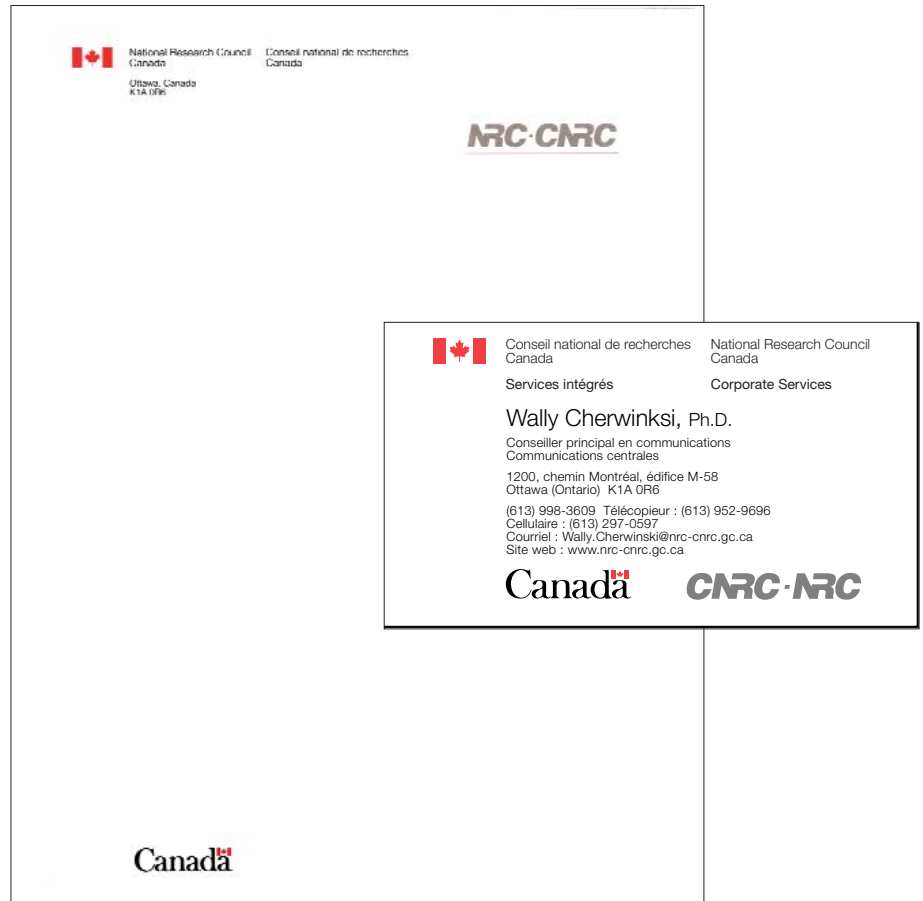 National Research Council Conseil national de recherches
Canada Canada
Ottawa, Canada
K1A 0R6
NRC·CNRC
Conseil national de recherches National Research Council
Canada Canada
Services intégrés Corporate Services
Wally Cherwinksi, Ph.D.
Conseiller principal en communications
Communications centrales
1200, chemin Montréal, édifice M-58
Ottawa (Ontario) K1A 0R6
(613) 998-3609 Télécopieur : (613) 952-9696
Cellulaire : (613) 297-0597
Courriel : Wally.Cherwinski@nrc-cnrc.gc.ca
Site web : www.nrc-cnrc.gc.ca
Canada CNRC·NRC
Canada